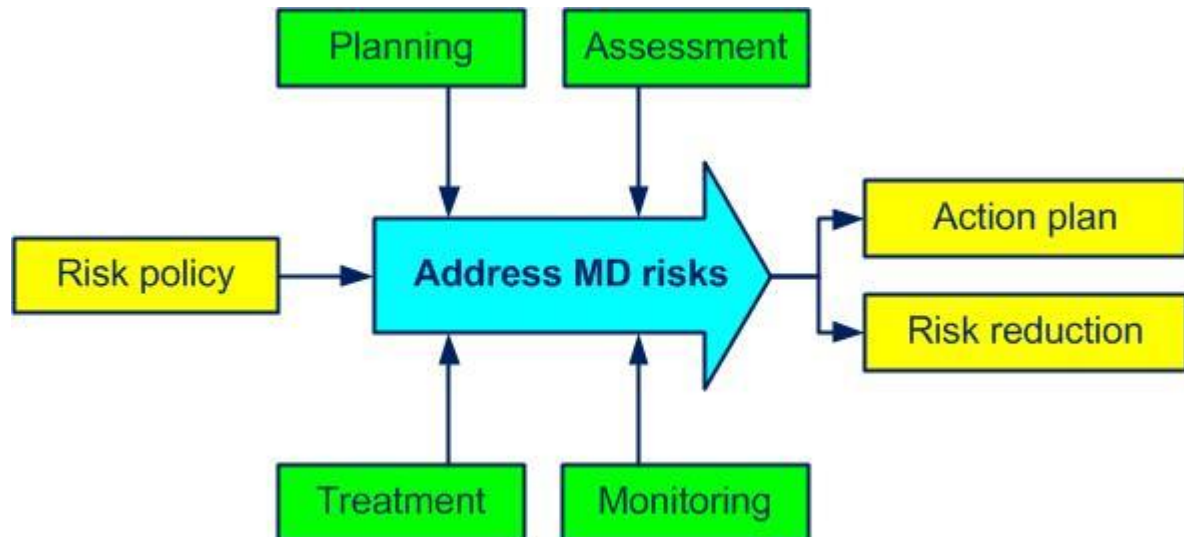 Planning
Assessment
Risk policy
Address MD risks
Action plan
Risk reduction
Treatment
Monitoring